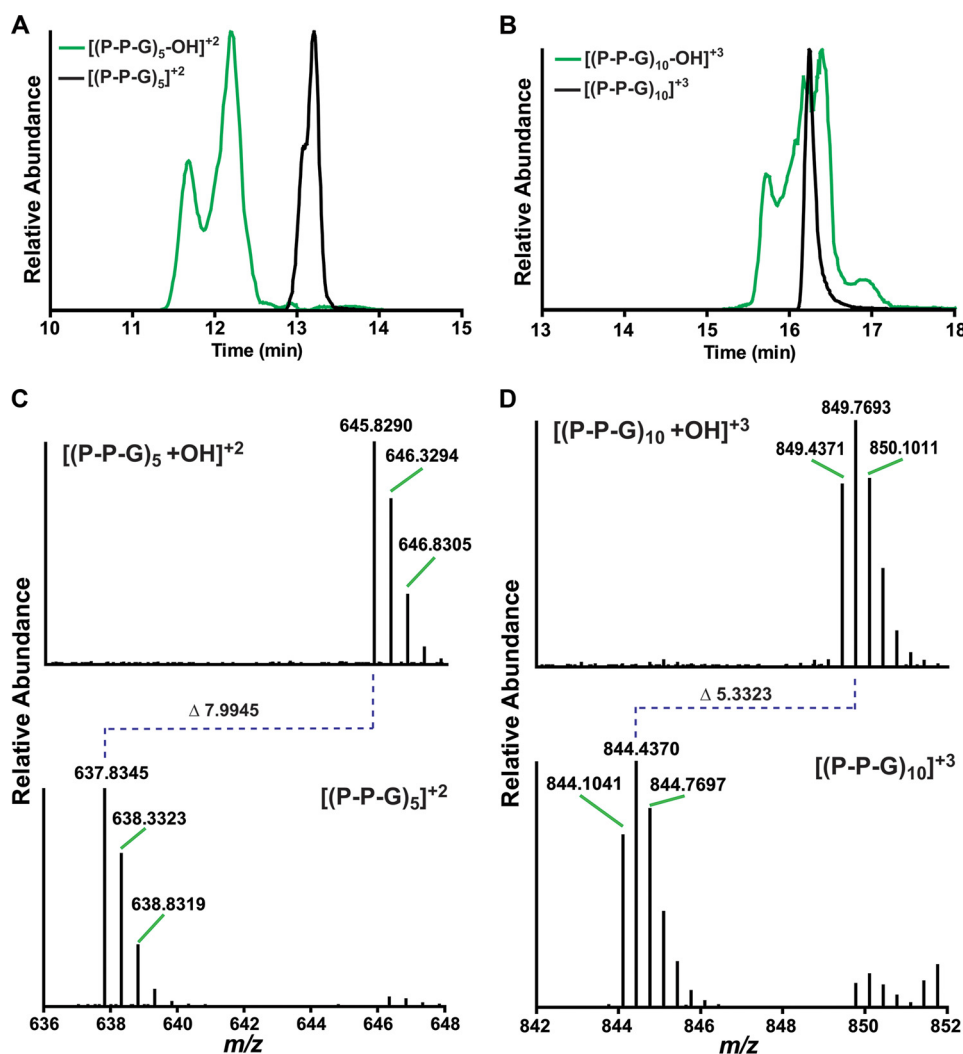 A
[(P-P-G)5-OH]+2
[(P-P-G)5]+2
Relative Abundance
10 11 12 13 14 15
Time (min)
B
[(P-P-G)10-OH]+3
[(P-P-G)10]+3
Relative Abundance
13 14 15 16 17 18
Time (min)
C
[(P-P-G)5 +OH]+2
645.8290
646.3294
646.8305
Relative Abundance
Δ 7.9945
637.8345
638.3323
638.8319
[(P-P-G)5]+2
636 638 640 642 644 646 648
m/z
D
[(P-P-G)10 +OH]+3
849.7693
849.4371
850.1011
Relative Abundance
Δ 5.3323
844.4370
844.1041
844.7697
[(P-P-G)10]+3
842 844 846 848 850 852
m/z